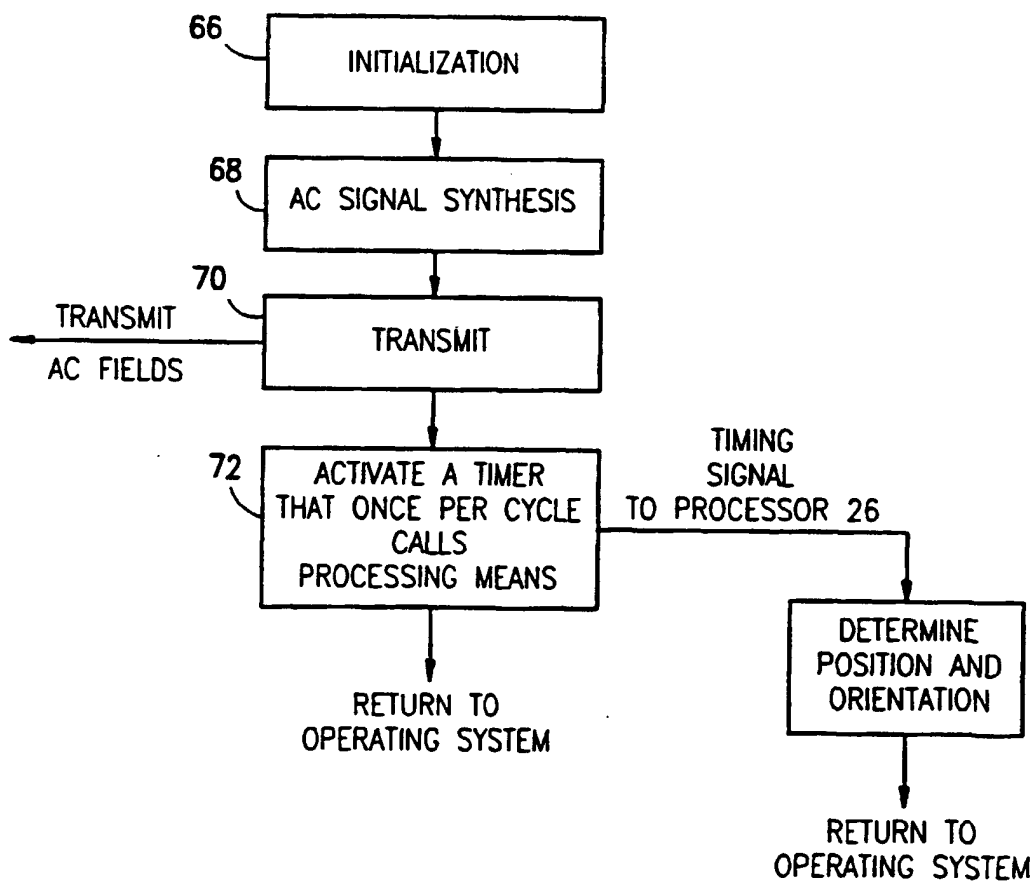 66
INITIALIZATION
68
AC SIGNAL SYNTHESIS
70
TRANSMIT
TRANSMIT
AC FIELDS
72
ACTIVATE A TIMER
THAT ONCE PER CYCLE
CALLS
PROCESSING MEANS
TIMING
SIGNAL
TO PROCESSOR 26
DETERMINE
POSITION AND
ORIENTATION
RETURN TO
OPERATING SYSTEM
RETURN TO
OPERATING SYSTEM